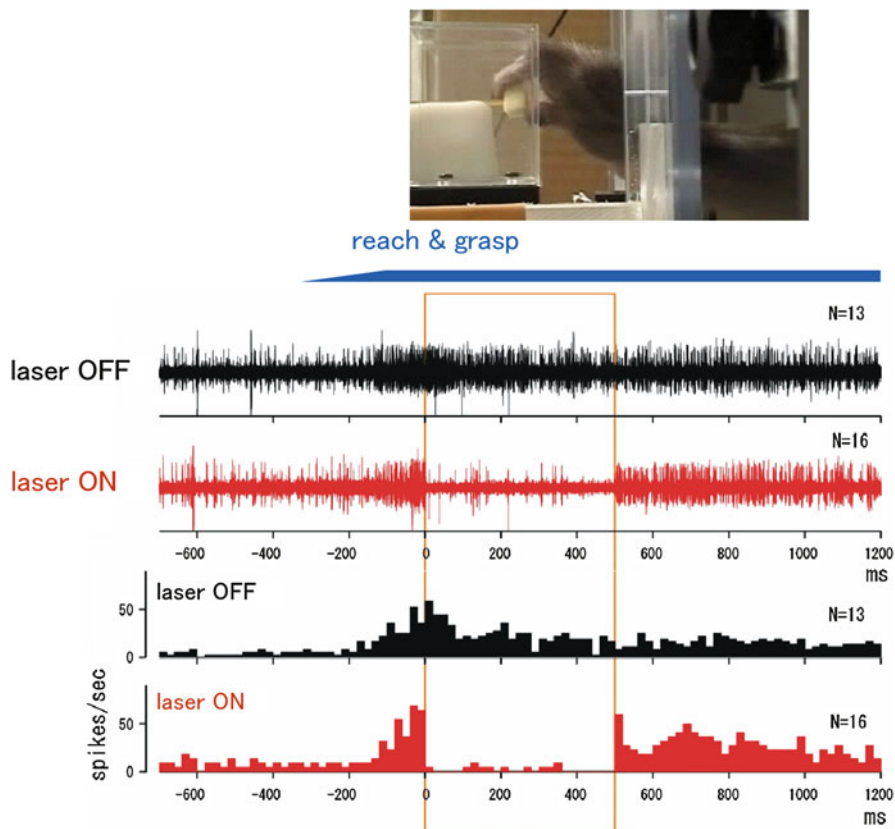 reach & grasp
N=13
laser OFF
N=16
laser ON
-600 -400 -200 0 200 400 600 800 1000 1200
ms
laser OFF
N=13
50
0
laser ON
N=16
50
0
spikes/sec
-600 -400 -200 0 200 400 600 800 1000 1200
ms